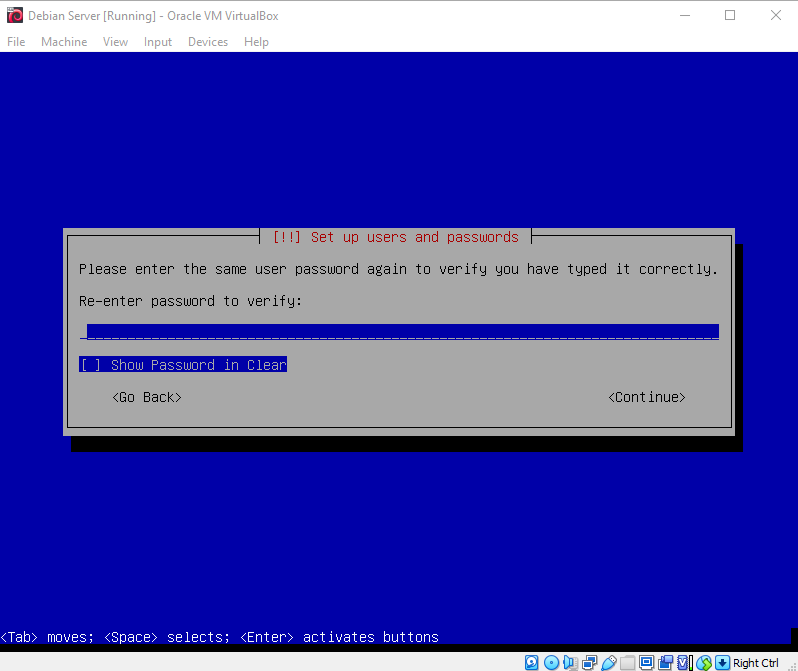 Debian Server [Running] - Oracle VM VirtualBox
File Machine View Input Devices Help
[!!] Set up users and passwords
Please enter the same user password again to verify you have typed it correctly.
Re-enter password to verify:
[ ] Show Password in Clear
<Go Back> <Continue>
<Tab> moves; <Space> selects; <Enter> activates buttons
Right Ctrl